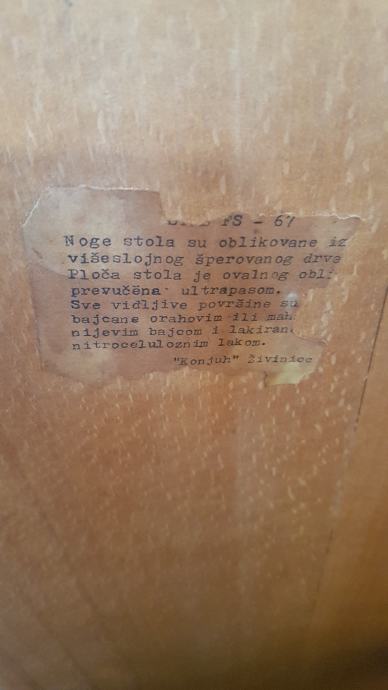 FS - 67
Noge stola su oblikovane iz
višeslojnog šperovanog drve
Ploča stola je ovalnog obli
prevučena ultrapasom.
Sve vidljive površine su
bajcane orahovim ili mah
nijevim bajcom i lakiran
nitroceluloznim lakom.
"Konjuh" Živinice